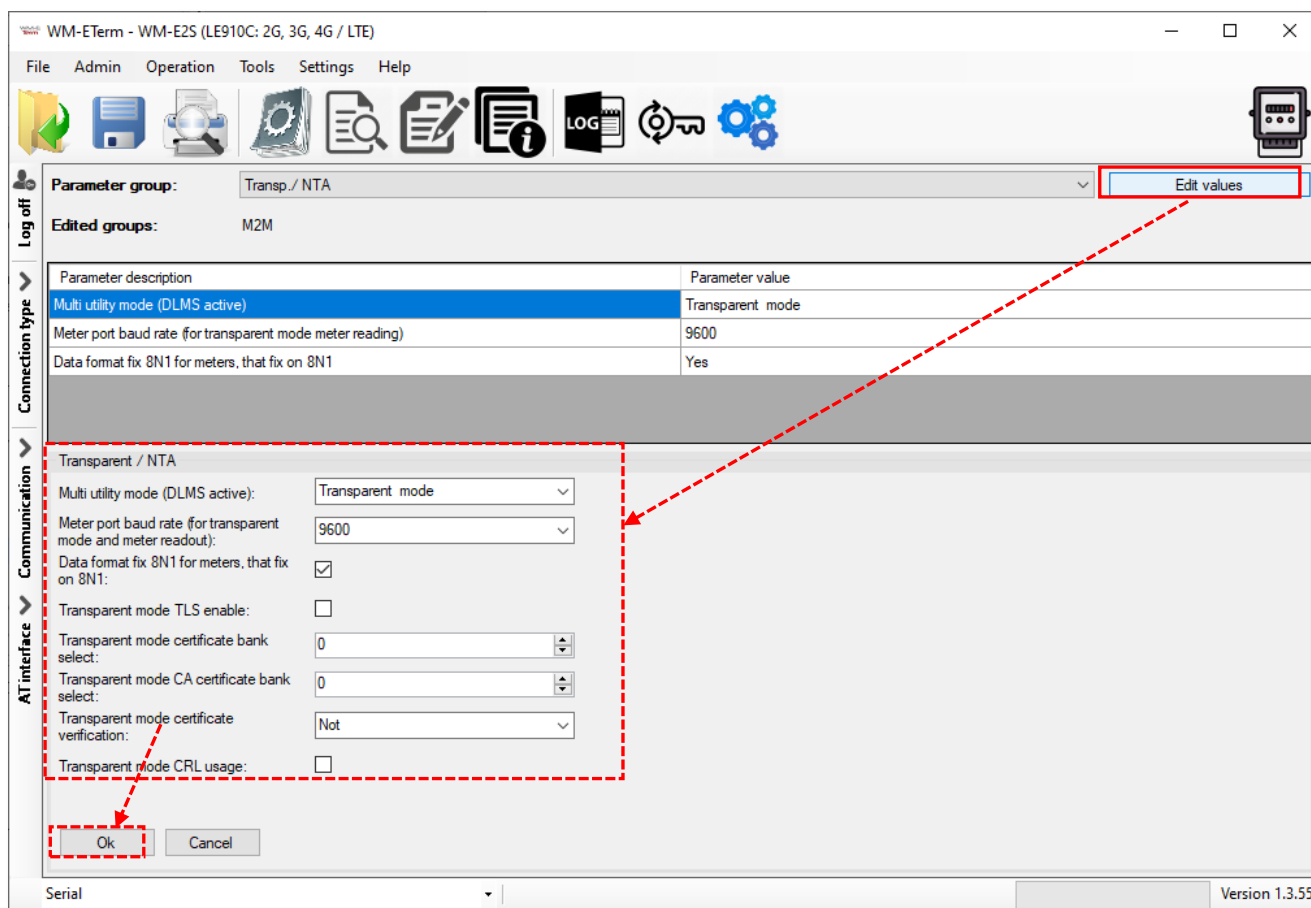 WM-ETerm - WM-E2S (LE910C: 2G, 3G, 4G / LTE)
File Admin Operation Tools Settings Help
LOG
Log off
Connection type
Communication
AT interface
Parameter group:
Transp./ NTA
Edit values
Edited groups:
M2M
Parameter description
Parameter value
Multi utility mode (DLMS active)
Transparent mode
Meter port baud rate (for transparent mode meter reading)
9600
Data format fix 8N1 for meters, that fix on 8N1
Yes
Transparent / NTA
Multi utility mode (DLMS active):
Transparent mode
Meter port baud rate (for transparent
mode and meter readout):
9600
Data format fix 8N1 for meters, that fix
on 8N1:
Transparent mode TLS enable:
Transparent mode certificate bank
select:
0
Transparent mode CA certificate bank
select:
0
Transparent mode certificate
verification:
Not
Transparent mode CRL usage:
Ok
Cancel
Serial
Version 1.3.55